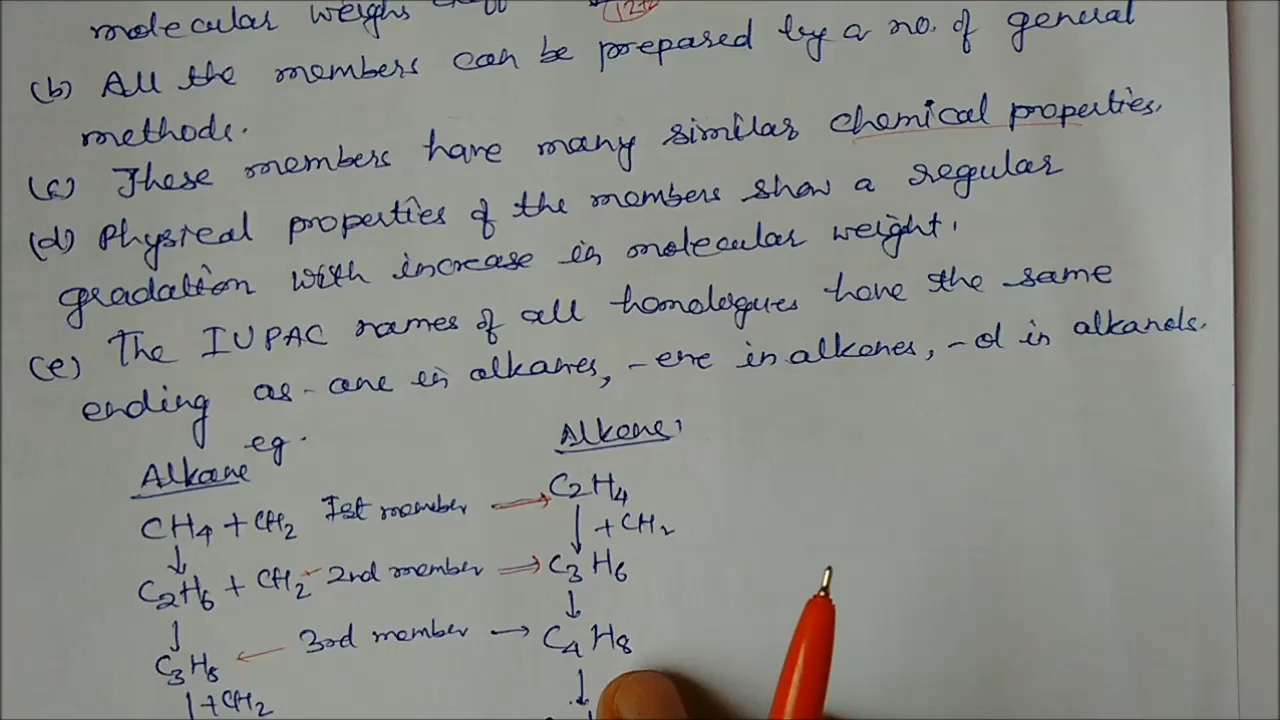 molecular weight
(b) All the members can be prepared by a no. of general
methods.
(c) These members have many similar chemical properties.
(d) Physical properties of the members show a regular
gradation with increase in molecular weight.
(e) The IUPAC names of all homologues have the same
ending as - ane in alkanes, - ene in alkenes, - ol in alkanols.
eg.
Alkane
Alkene
CH4 + CH2 Ist member → C2H4
↓ + CH2
C2H6 + CH2 2nd member → C3H6
C3H8 ← 3rd member → C4H8
+ CH2